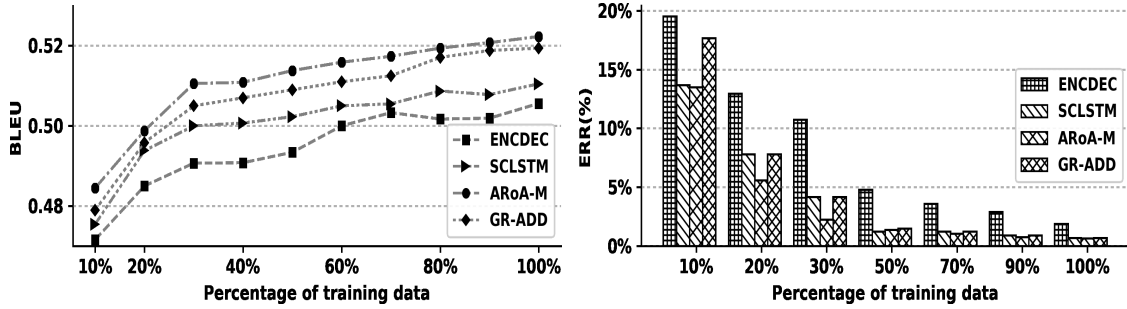 BLEU
0.52
0.50
0.48
10% 20% 40% 60% 80% 100%
Percentage of training data
ENCDEC
SCLSTM
ARoA-M
GR-ADD
ERR(%)
20%
15%
10%
5%
0%
10% 20% 30% 50% 70% 90% 100%
Percentage of training data
ENCDEC
SCLSTM
ARoA-M
GR-ADD